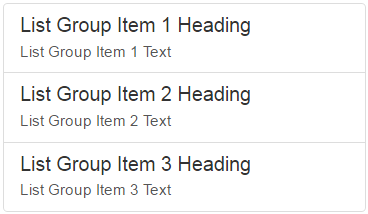 List Group Item 1 Heading
List Group Item 1 Text
List Group Item 2 Heading
List Group Item 2 Text
List Group Item 3 Heading
List Group Item 3 Text